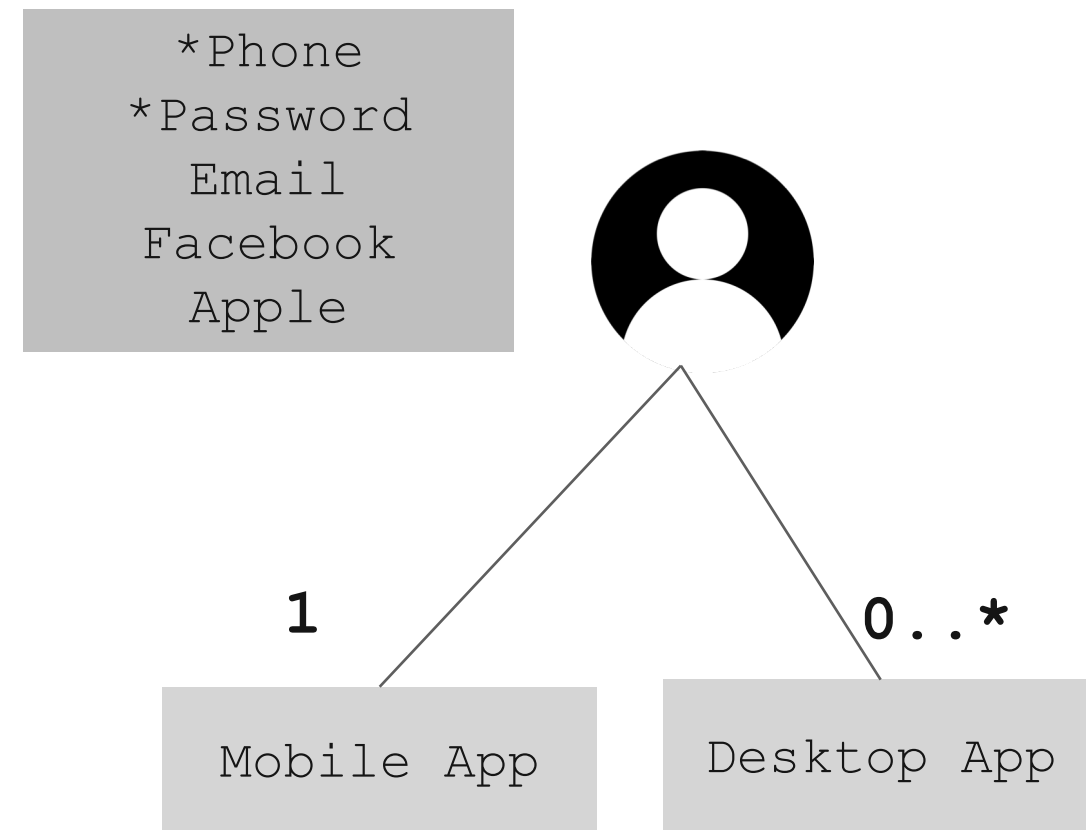 *Phone
*Password
Email
Facebook
Apple
1
0..*
Mobile App
Desktop App